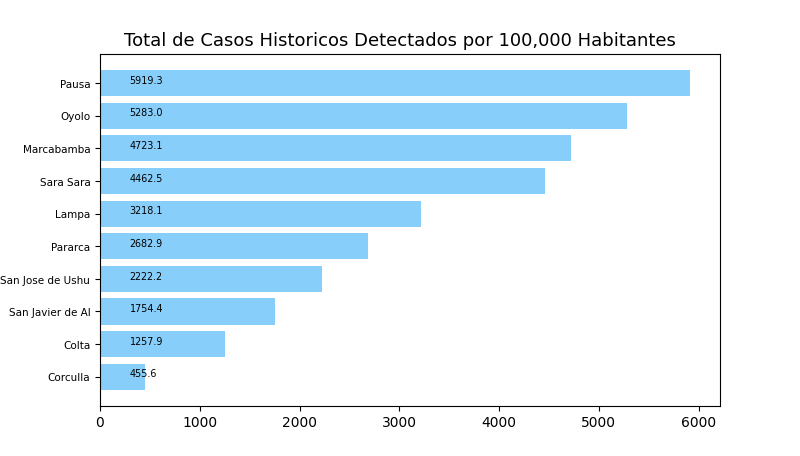 Total de Casos Historicos Detectados por 100,000 Habitantes
Pausa 5919.3
Oyolo 5283.0
Marcabamba 4723.1
Sara Sara 4462.5
Lampa 3218.1
Pararca 2682.9
San Jose de Ushu 2222.2
San Javier de Al 1754.4
Colta 1257.9
Corculla 455.6
0 1000 2000 3000 4000 5000 6000